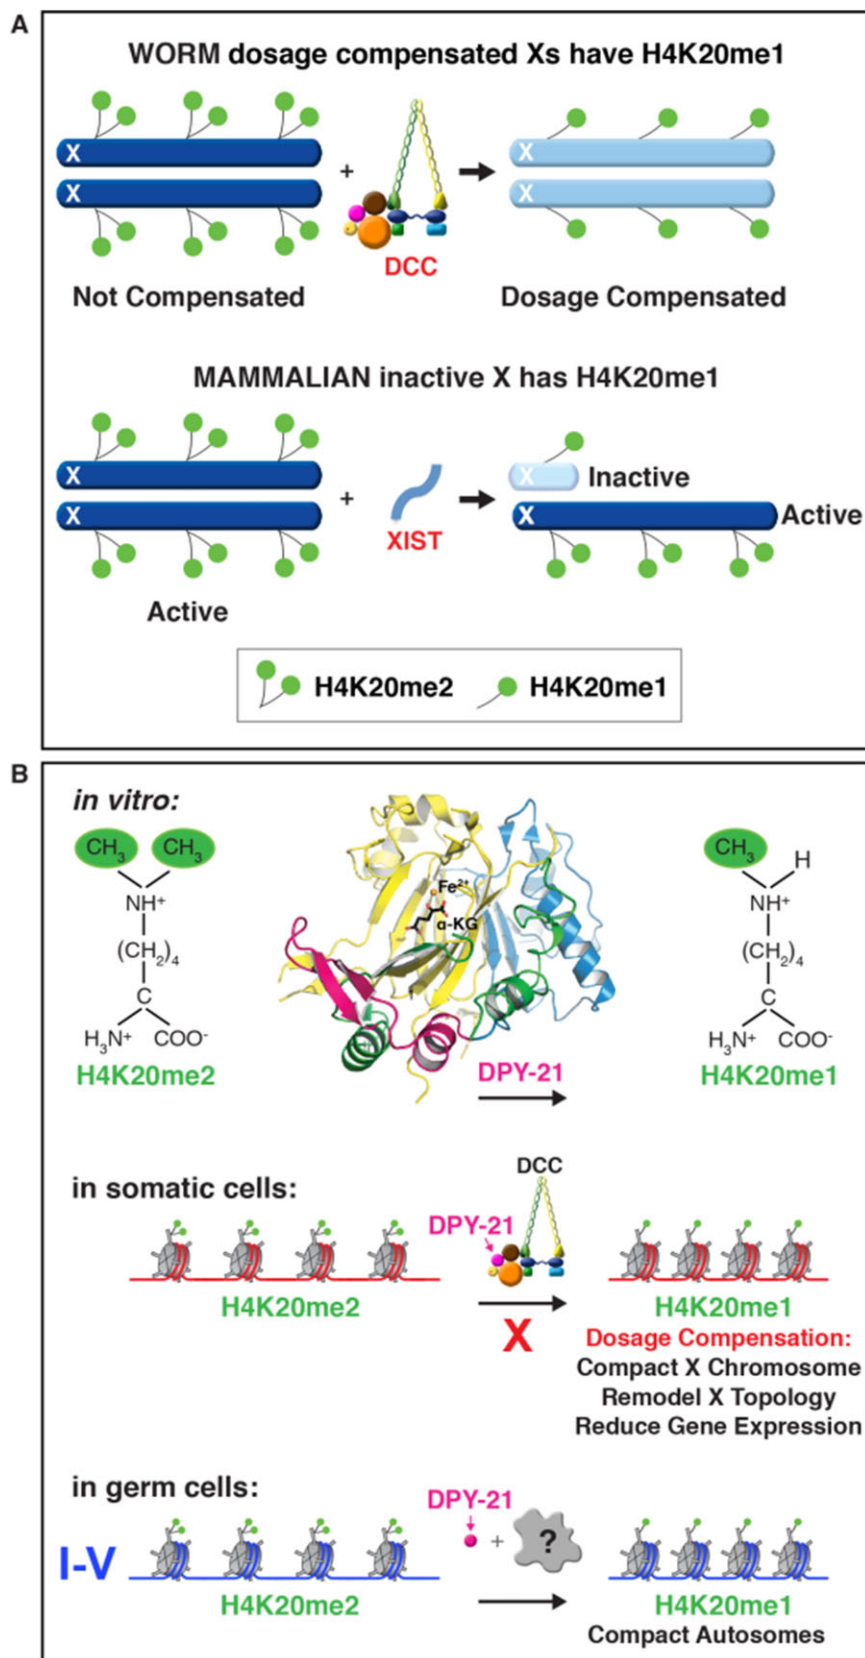 A
WORM dosage compensated Xs have H4K20me1
X
X
+
DCC
X
X
Not Compensated
Dosage Compensated
MAMMALIAN inactive X has H4K20me1
X
X
+
XIST
X
Inactive
X
Active
Active
H4K20me2
H4K20me1
B
in vitro:
CH3 CH3
NH+
(CH2)4
C
H3N+ COO-
H4K20me2
Fe2+
α-KG
DPY-21
CH3 H
NH+
(CH2)4
C
H3N+ COO-
H4K20me1
in somatic cells:
DCC
DPY-21
H4K20me2
X
H4K20me1
Dosage Compensation:
Compact X Chromosome
Remodel X Topology
Reduce Gene Expression
in germ cells:
DPY-21
+ ?
I-V
H4K20me2
H4K20me1
Compact Autosomes